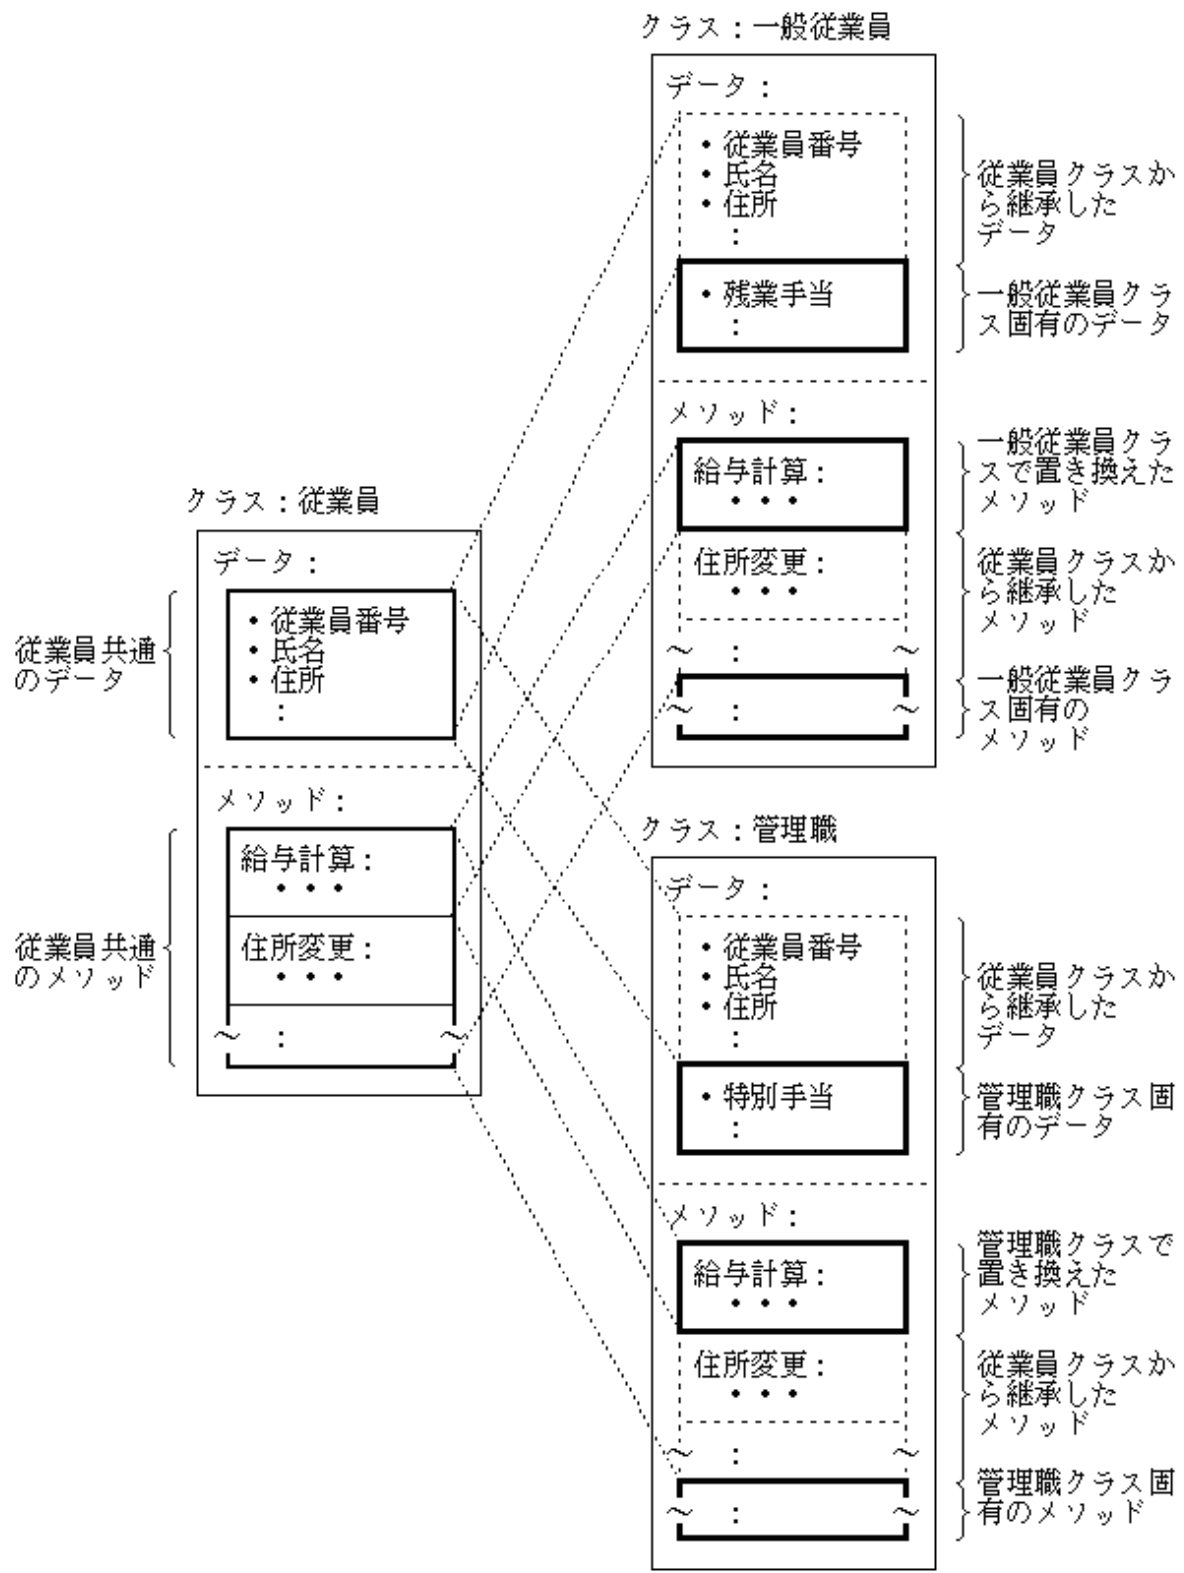 クラス：従業員
データ：
・従業員番号
・氏名
・住所
：
従業員共通
のデータ
メソッド：
給与計算：
・・・
住所変更：
・・・
～ ： ～
従業員共通
のメソッド
クラス：一般従業員
データ：
・従業員番号
・氏名
・住所
：
従業員クラスか
ら継承した
データ
・残業手当
：
一般従業員クラ
ス固有のデータ
メソッド：
給与計算：
・・・
一般従業員クラ
スで置き換えた
メソッド
住所変更：
・・・
～ ： ～
従業員クラスか
ら継承した
メソッド
～ ： ～
一般従業員クラ
ス固有の
メソッド
クラス：管理職
データ：
・従業員番号
・氏名
・住所
：
従業員クラスか
ら継承した
データ
・特別手当
：
管理職クラス固
有のデータ
メソッド：
給与計算：
・・・
管理職クラスで
置き換えた
メソッド
住所変更：
・・・
～ ： ～
従業員クラスか
ら継承した
メソッド
～ ： ～
管理職クラス固
有のメソッド